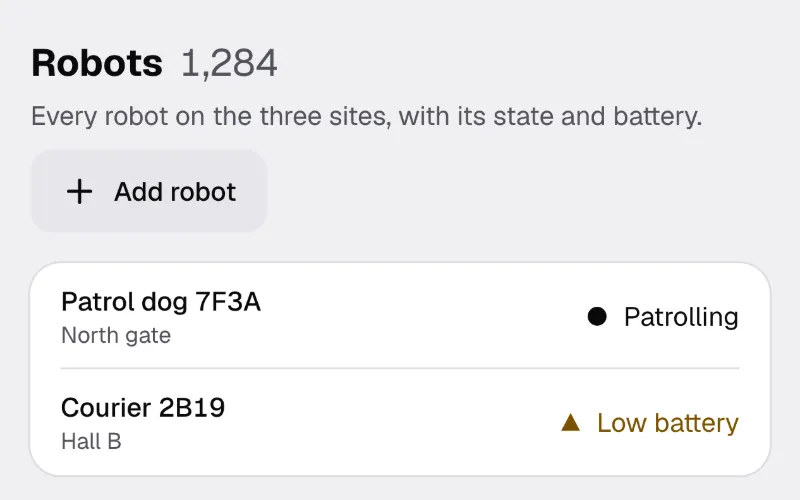 Robots 1,284
Every robot on the three sites, with its state and battery.
Add robot
Patrol dog 7F3A
North gate
Patrolling
Courier 2B19
Hall B
Low battery